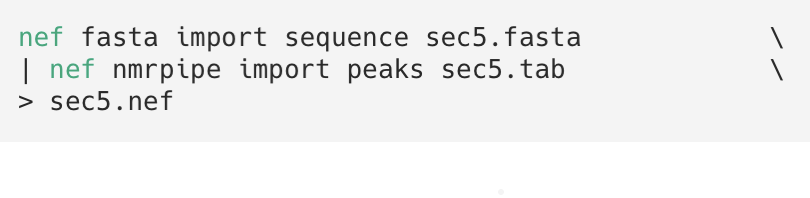 nef fasta import sequence sec5.fasta \
| nef nmrpipe import peaks sec5.tab \
> sec5.nef